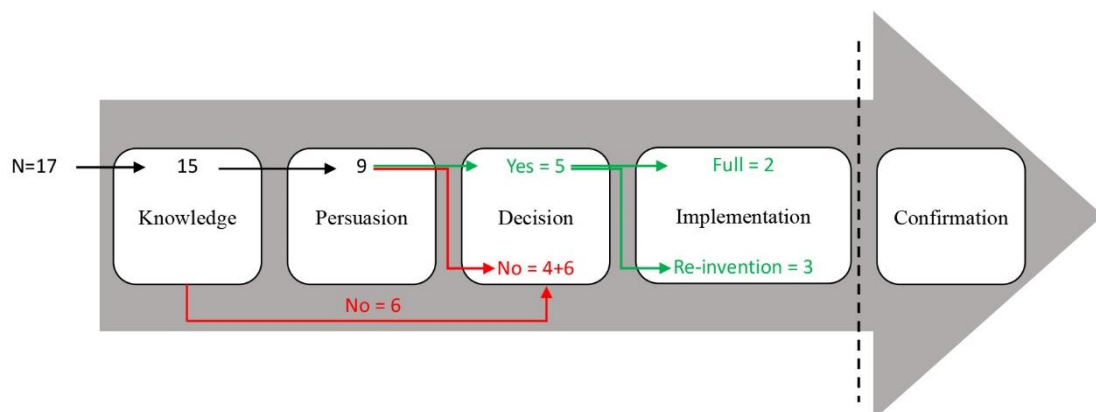 N=17
15
9
Yes = 5
Full = 2
Knowledge
Persuasion
Decision
Implementation
Confirmation
No = 4+6
Re-invention = 3
No = 6